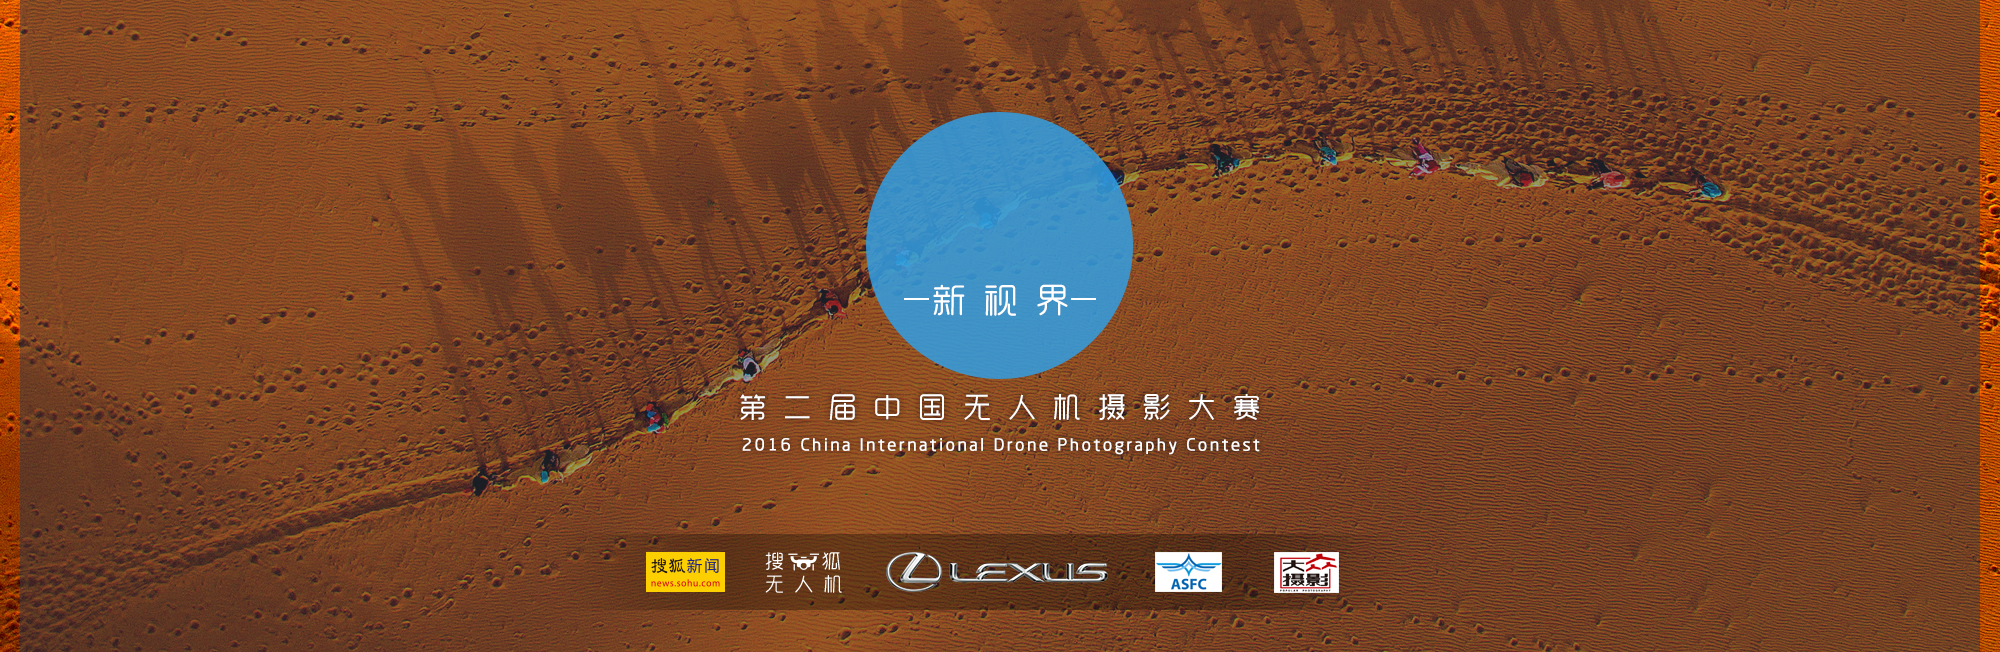 —新视界—
第二届中国无人机摄影大赛
2016 China International Drone Photography Contest
搜狐新闻
news.sohu.com
搜狐
无人机
LEXUS
ASFC
大众
摄影
POPULAR PHOTOGRAPHY